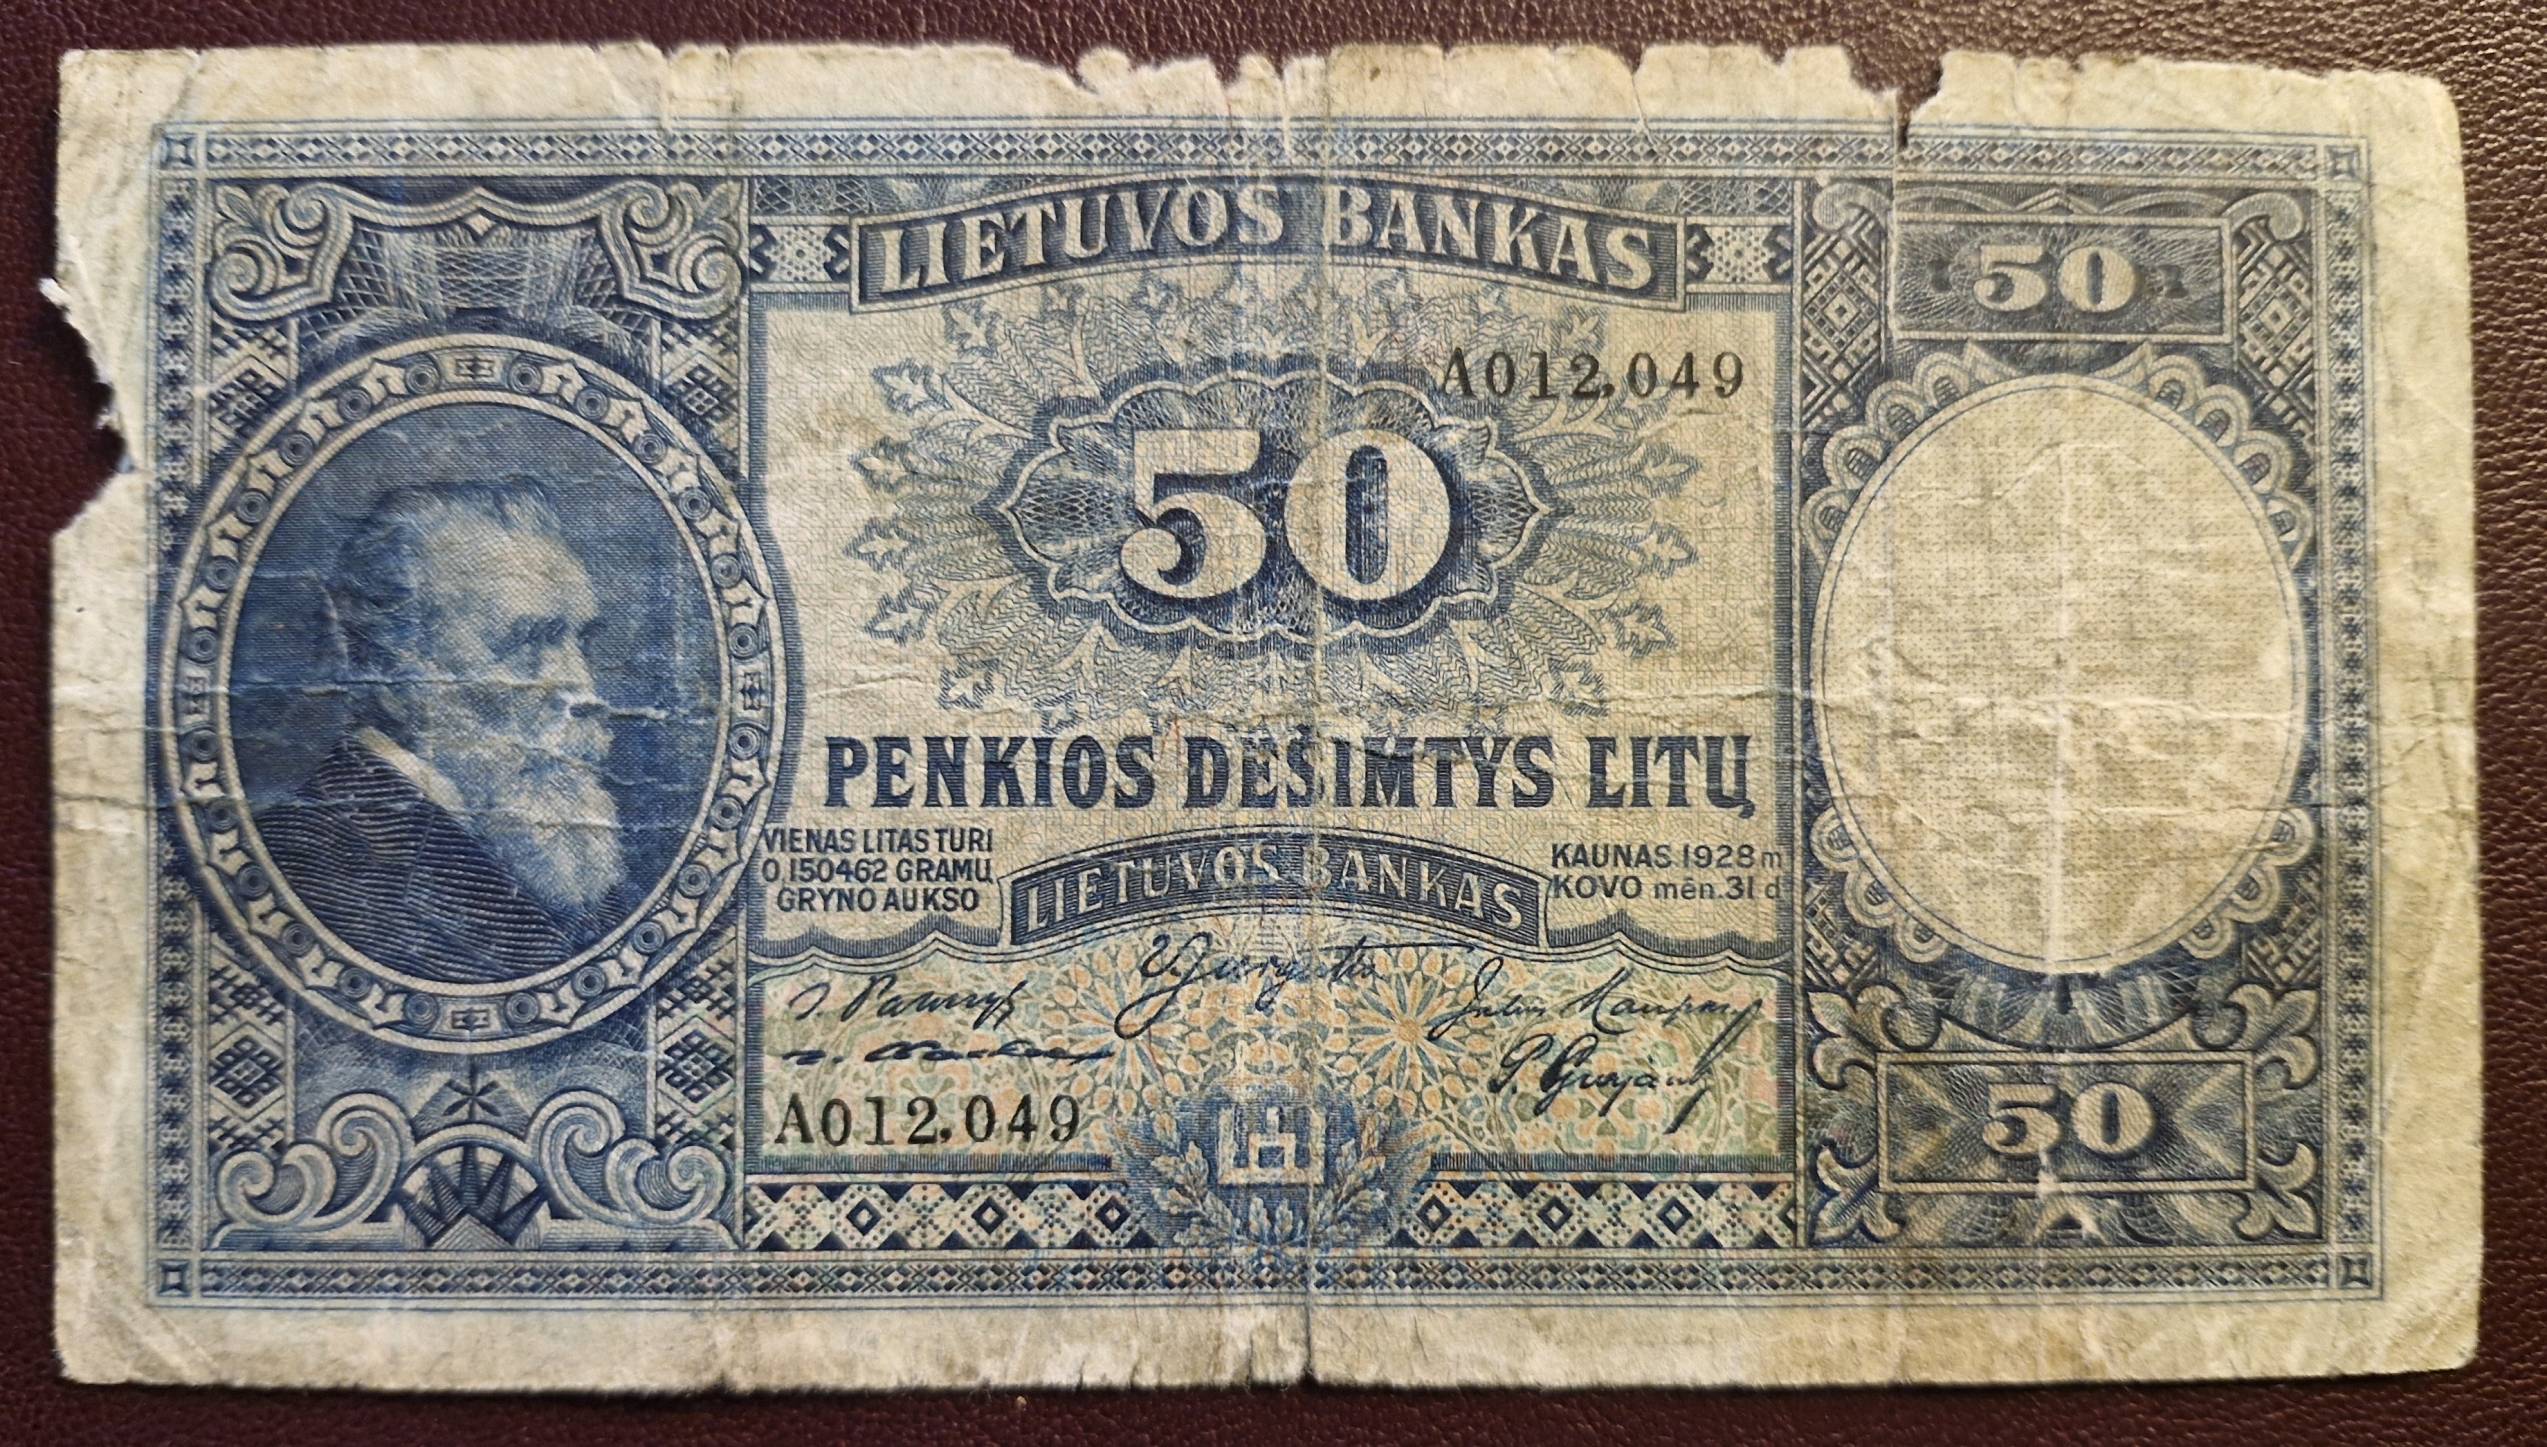 LIETUVOS BANKAS
50
A012,049
50
PENKIOS DEŠIMTYS LITŲ
VIENAS LITAS TURI
0,150462 GRAMŲ
GRYNO AUKSO
LIETUVOS BANKAS
KAUNAS 1928 m
KOVO mėn. 31 d
A012,049
50